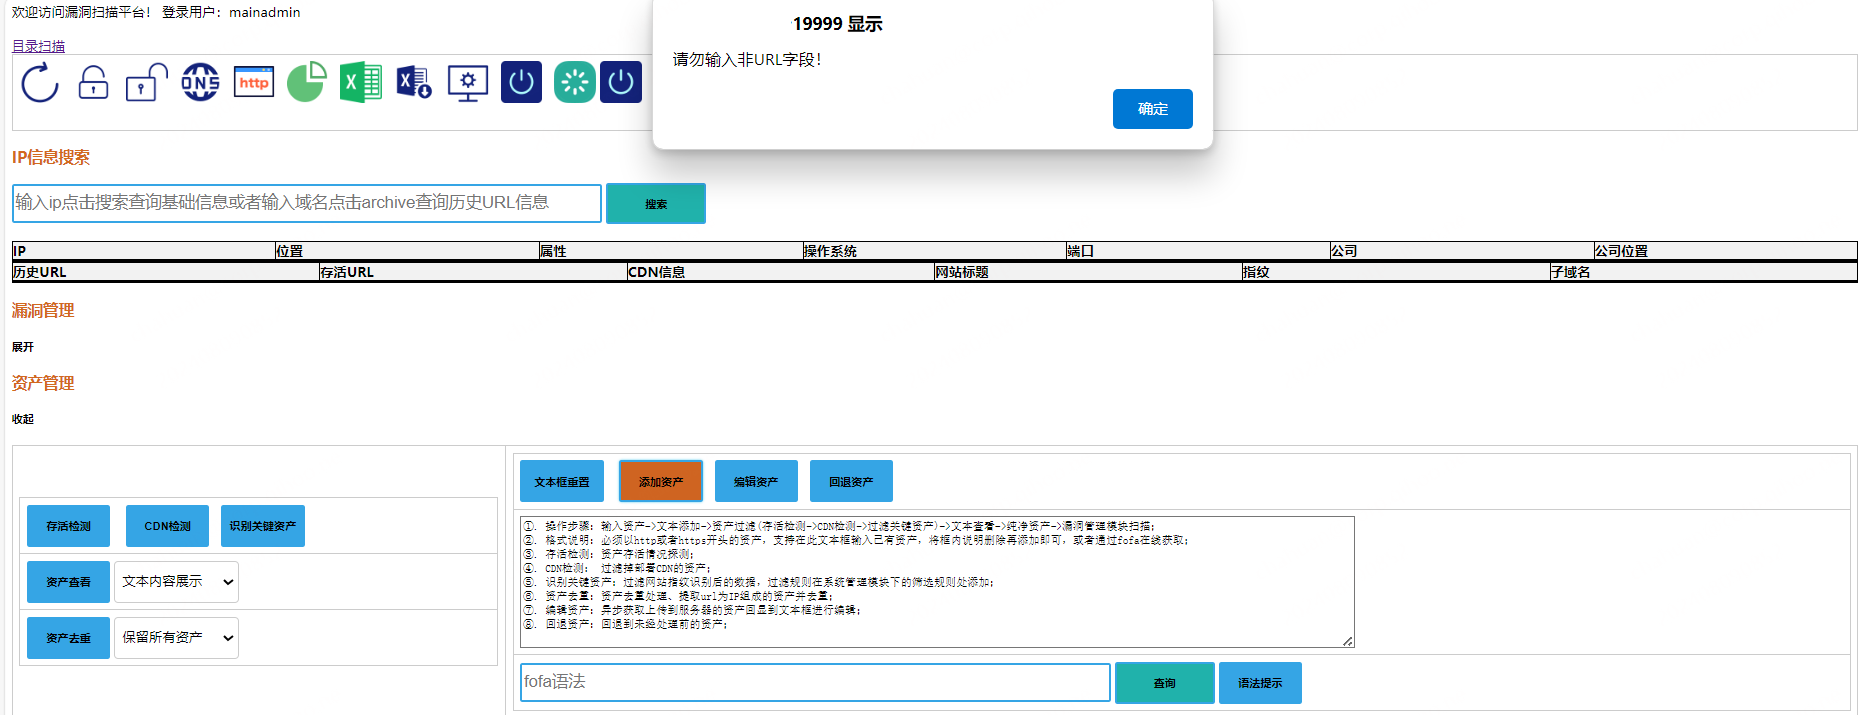 欢迎访问漏洞扫描平台！ 登录用户：mainadmin
目录扫描
19999 显示
请勿输入非URL字段！
确定
DNS
http
X
X
IP信息搜索
输入ip点击搜索查询基础信息或者输入域名点击archive查询历史URL信息
搜索
IP 位置 属性 操作系统 端口 公司 公司位置
历史URL 存活URL CDN信息 网站标题 指纹 子域名
漏洞管理
展开
资产管理
收起
文本框重置 添加资产 编辑资产 回退资产
存活检测 CDN检测 识别关键资产
资产查看 文本内容展示
资产去重 保留所有资产
①. 操作步骤：输入资产->文本添加->资产过滤(存活检测->CDN检测->过滤关键资产)->文本查看->纯净资产->漏洞管理模块扫描；
②. 格式说明：必须以http或者https开头的资产，支持在此文本框输入已有资产，将框内说明删除再添加即可，或者通过fofa在线获取；
③. 存活检测：资产存活情况探测；
④. CDN检测： 过滤掉部署CDN的资产；
⑤. 识别关键资产：过滤网站指纹识别后的数据，过滤规则在系统管理模块下的筛选规则处添加；
⑥. 资产去重：资产去重处理、提取url为IP组成的资产并去重；
⑦. 编辑资产：异步获取上传到服务器的资产回显到文本框进行编辑；
⑧. 回退资产：回退到未经处理前的资产；
fofa语法 查询 语法提示